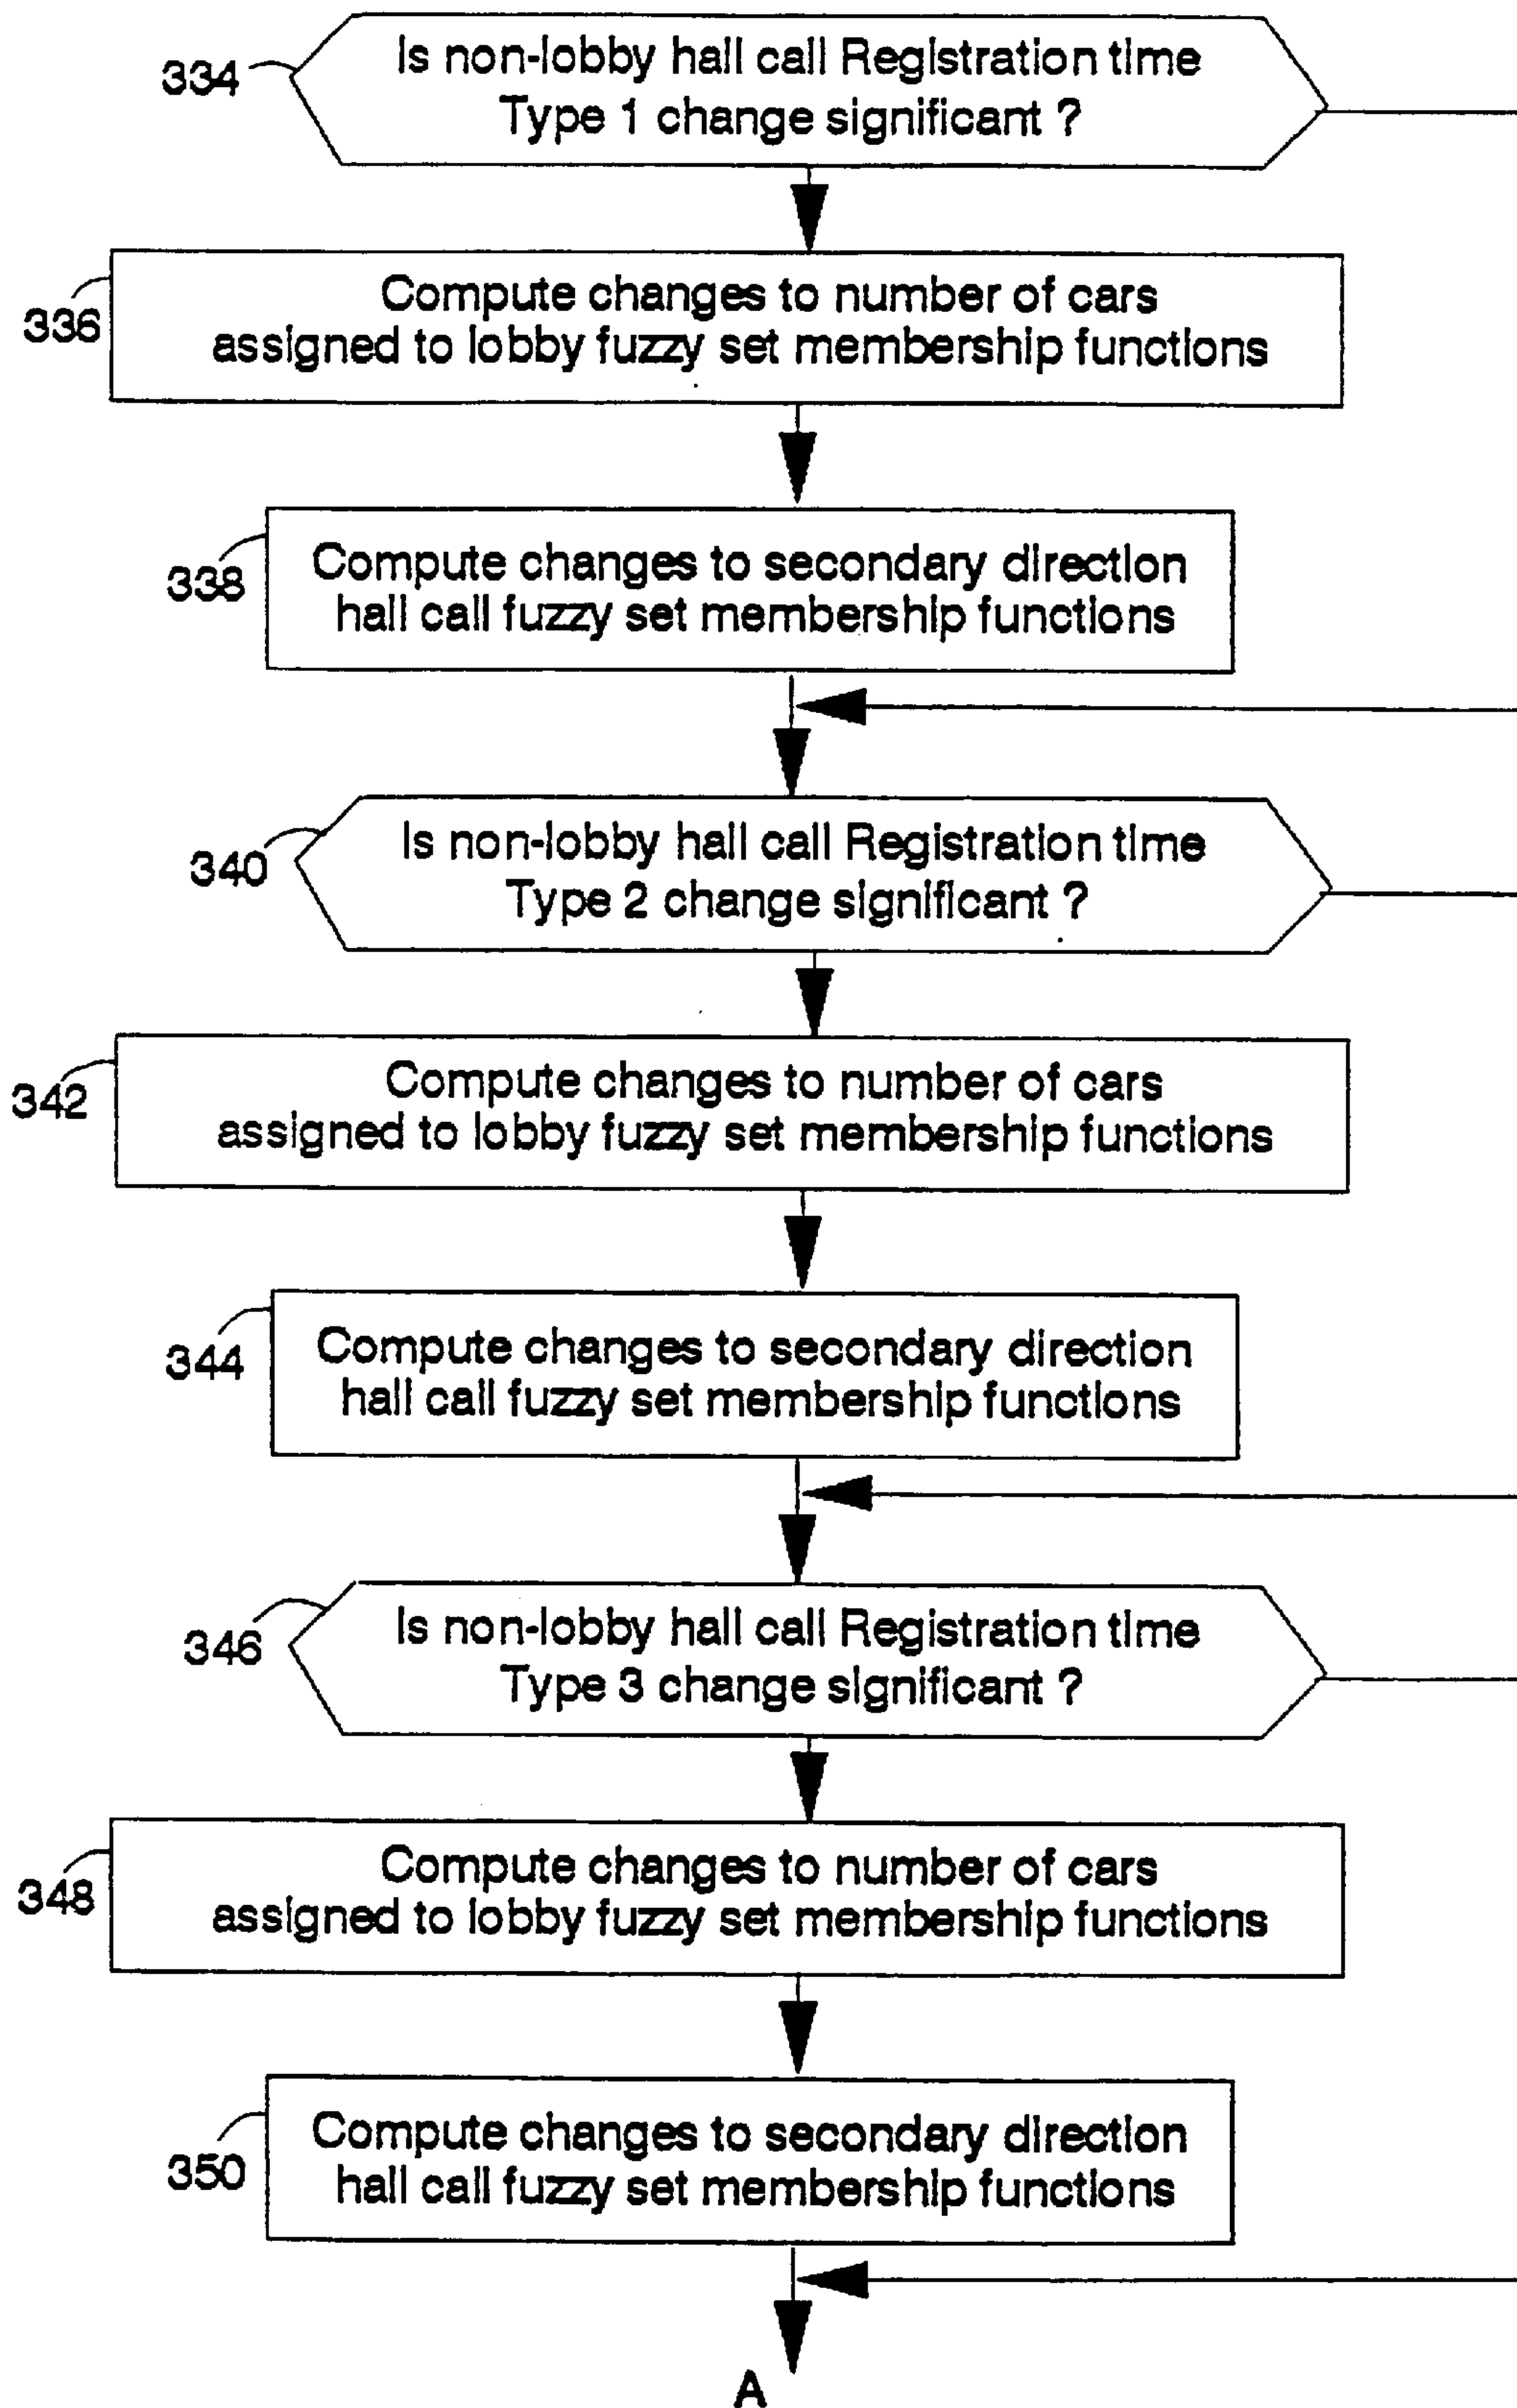 334
Is non-lobby hall call Registration time
Type 1 change significant ?
336
Compute changes to number of cars
assigned to lobby fuzzy set membership functions
338
Compute changes to secondary direction
hall call fuzzy set membership functions
340
Is non-lobby hall call Registration time
Type 2 change significant ?
342
Compute changes to number of cars
assigned to lobby fuzzy set membership functions
344
Compute changes to secondary direction
hall call fuzzy set membership functions
346
Is non-lobby hall call Registration time
Type 3 change significant ?
348
Compute changes to number of cars
assigned to lobby fuzzy set membership functions
350
Compute changes to secondary direction
hall call fuzzy set membership functions
A